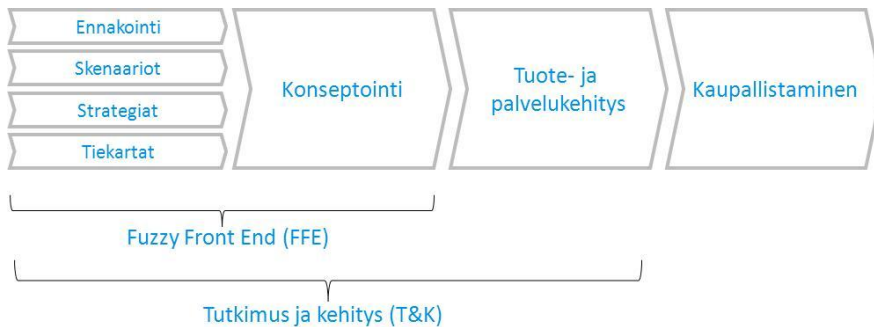 Ennakointi
Skenaariot
Strategiat
Tiekartat
Konseptointi
Tuote- ja
palvelukehitys
Kaupallistaminen
Fuzzy Front End (FFE)
Tutkimus ja kehitys (T&K)